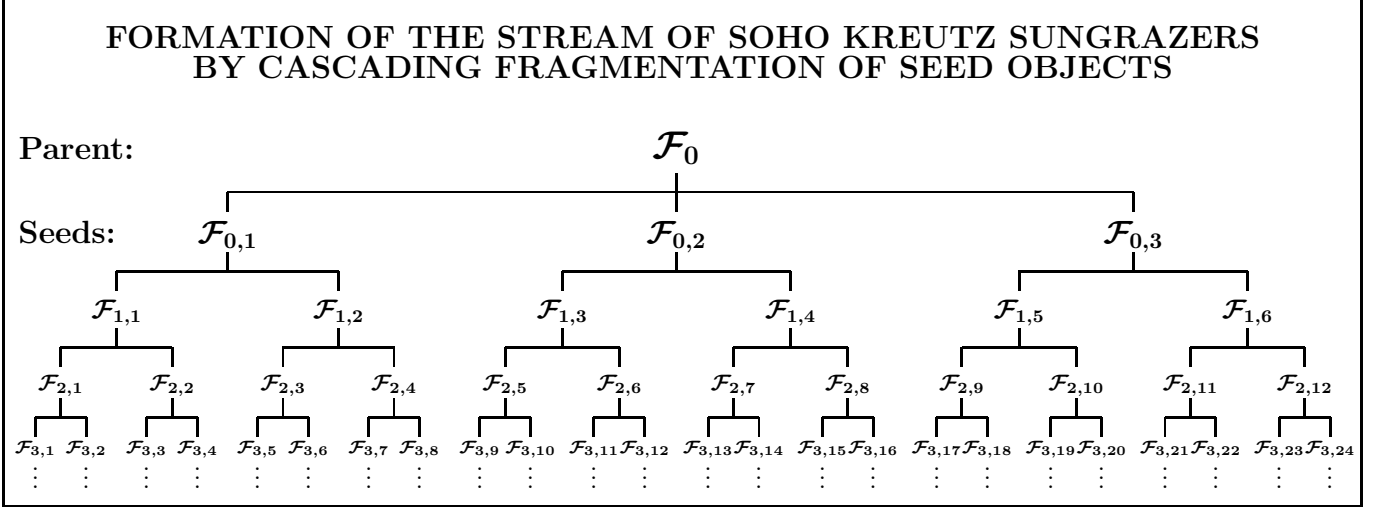 FORMATION OF THE STREAM OF SOHO KREUTZ SUNGRAZERS
BY CASCADING FRAGMENTATION OF SEED OBJECTS
Parent: ℱ₀
Seeds: ℱ₀,₁ ℱ₀,₂ ℱ₀,₃
ℱ₁,₁ ℱ₁,₂ ℱ₁,₃ ℱ₁,₄ ℱ₁,₅ ℱ₁,₆
ℱ₂,₁ ℱ₂,₂ ℱ₂,₃ ℱ₂,₄ ℱ₂,₅ ℱ₂,₆ ℱ₂,₇ ℱ₂,₈ ℱ₂,₉ ℱ₂,₁₀ ℱ₂,₁₁ ℱ₂,₁₂
ℱ₃,₁ ℱ₃,₂ ℱ₃,₃ ℱ₃,₄ ℱ₃,₅ ℱ₃,₆ ℱ₃,₇ ℱ₃,₈ ℱ₃,₉ ℱ₃,₁₀ ℱ₃,₁₁ ℱ₃,₁₂ ℱ₃,₁₃ ℱ₃,₁₄ ℱ₃,₁₅ ℱ₃,₁₆ ℱ₃,₁₇ ℱ₃,₁₈ ℱ₃,₁₉ ℱ₃,₂₀ ℱ₃,₂₁ ℱ₃,₂₂ ℱ₃,₂₃ ℱ₃,₂₄
⋮ ⋮ ⋮ ⋮ ⋮ ⋮ ⋮ ⋮ ⋮ ⋮ ⋮ ⋮ ⋮ ⋮ ⋮ ⋮ ⋮ ⋮ ⋮ ⋮ ⋮ ⋮ ⋮ ⋮